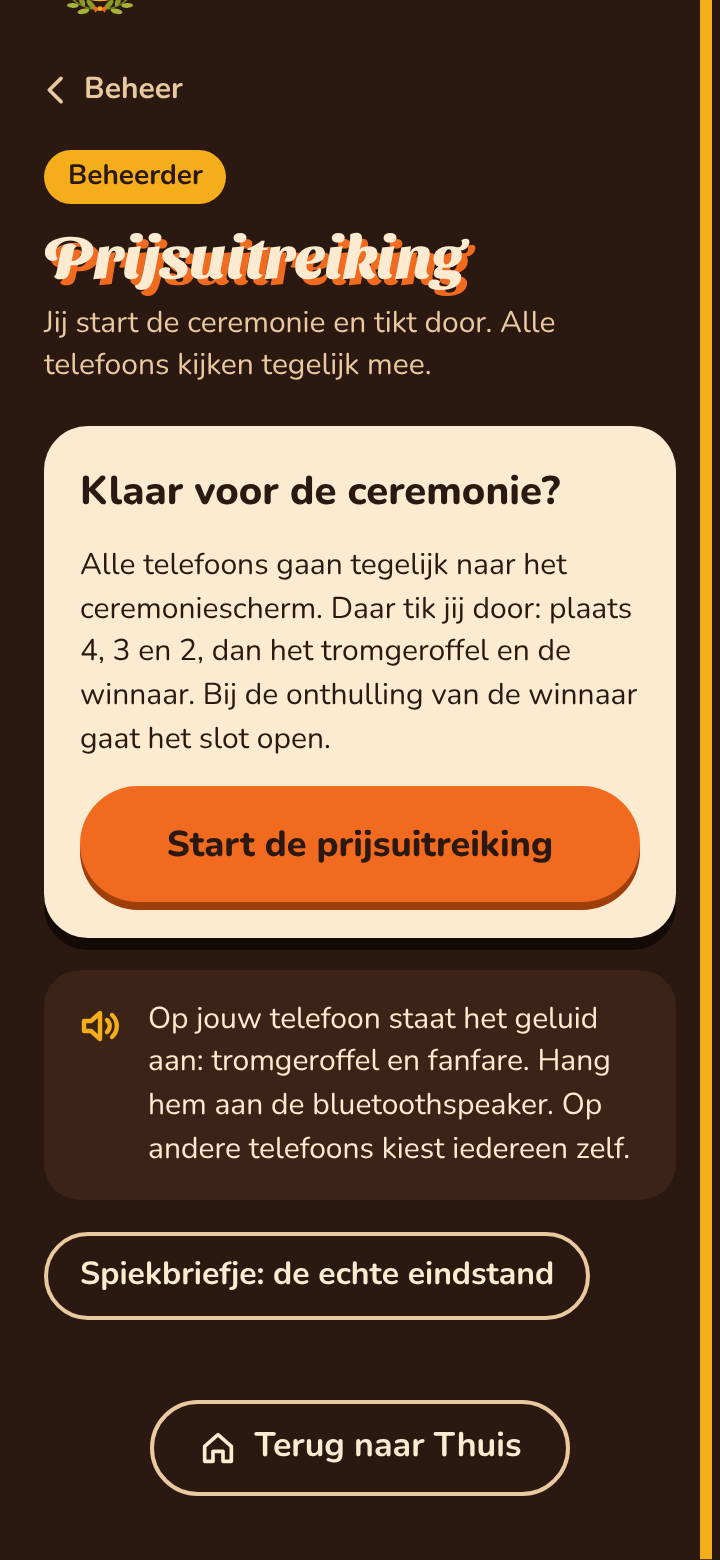 Beheer
Beheerder
Prijsuitreiking
Jij start de ceremonie en tikt door. Alle
telefoons kijken tegelijk mee.
Klaar voor de ceremonie?
Alle telefoons gaan tegelijk naar het
ceremoniescherm. Daar tik jij door: plaats
4, 3 en 2, dan het tromgeroffel en de
winnaar. Bij de onthulling van de winnaar
gaat het slot open.
Start de prijsuitreiking
Op jouw telefoon staat het geluid
aan: tromgeroffel en fanfare. Hang
hem aan de bluetoothspeaker. Op
andere telefoons kiest iedereen zelf.
Spiekbriefje: de echte eindstand
Terug naar Thuis